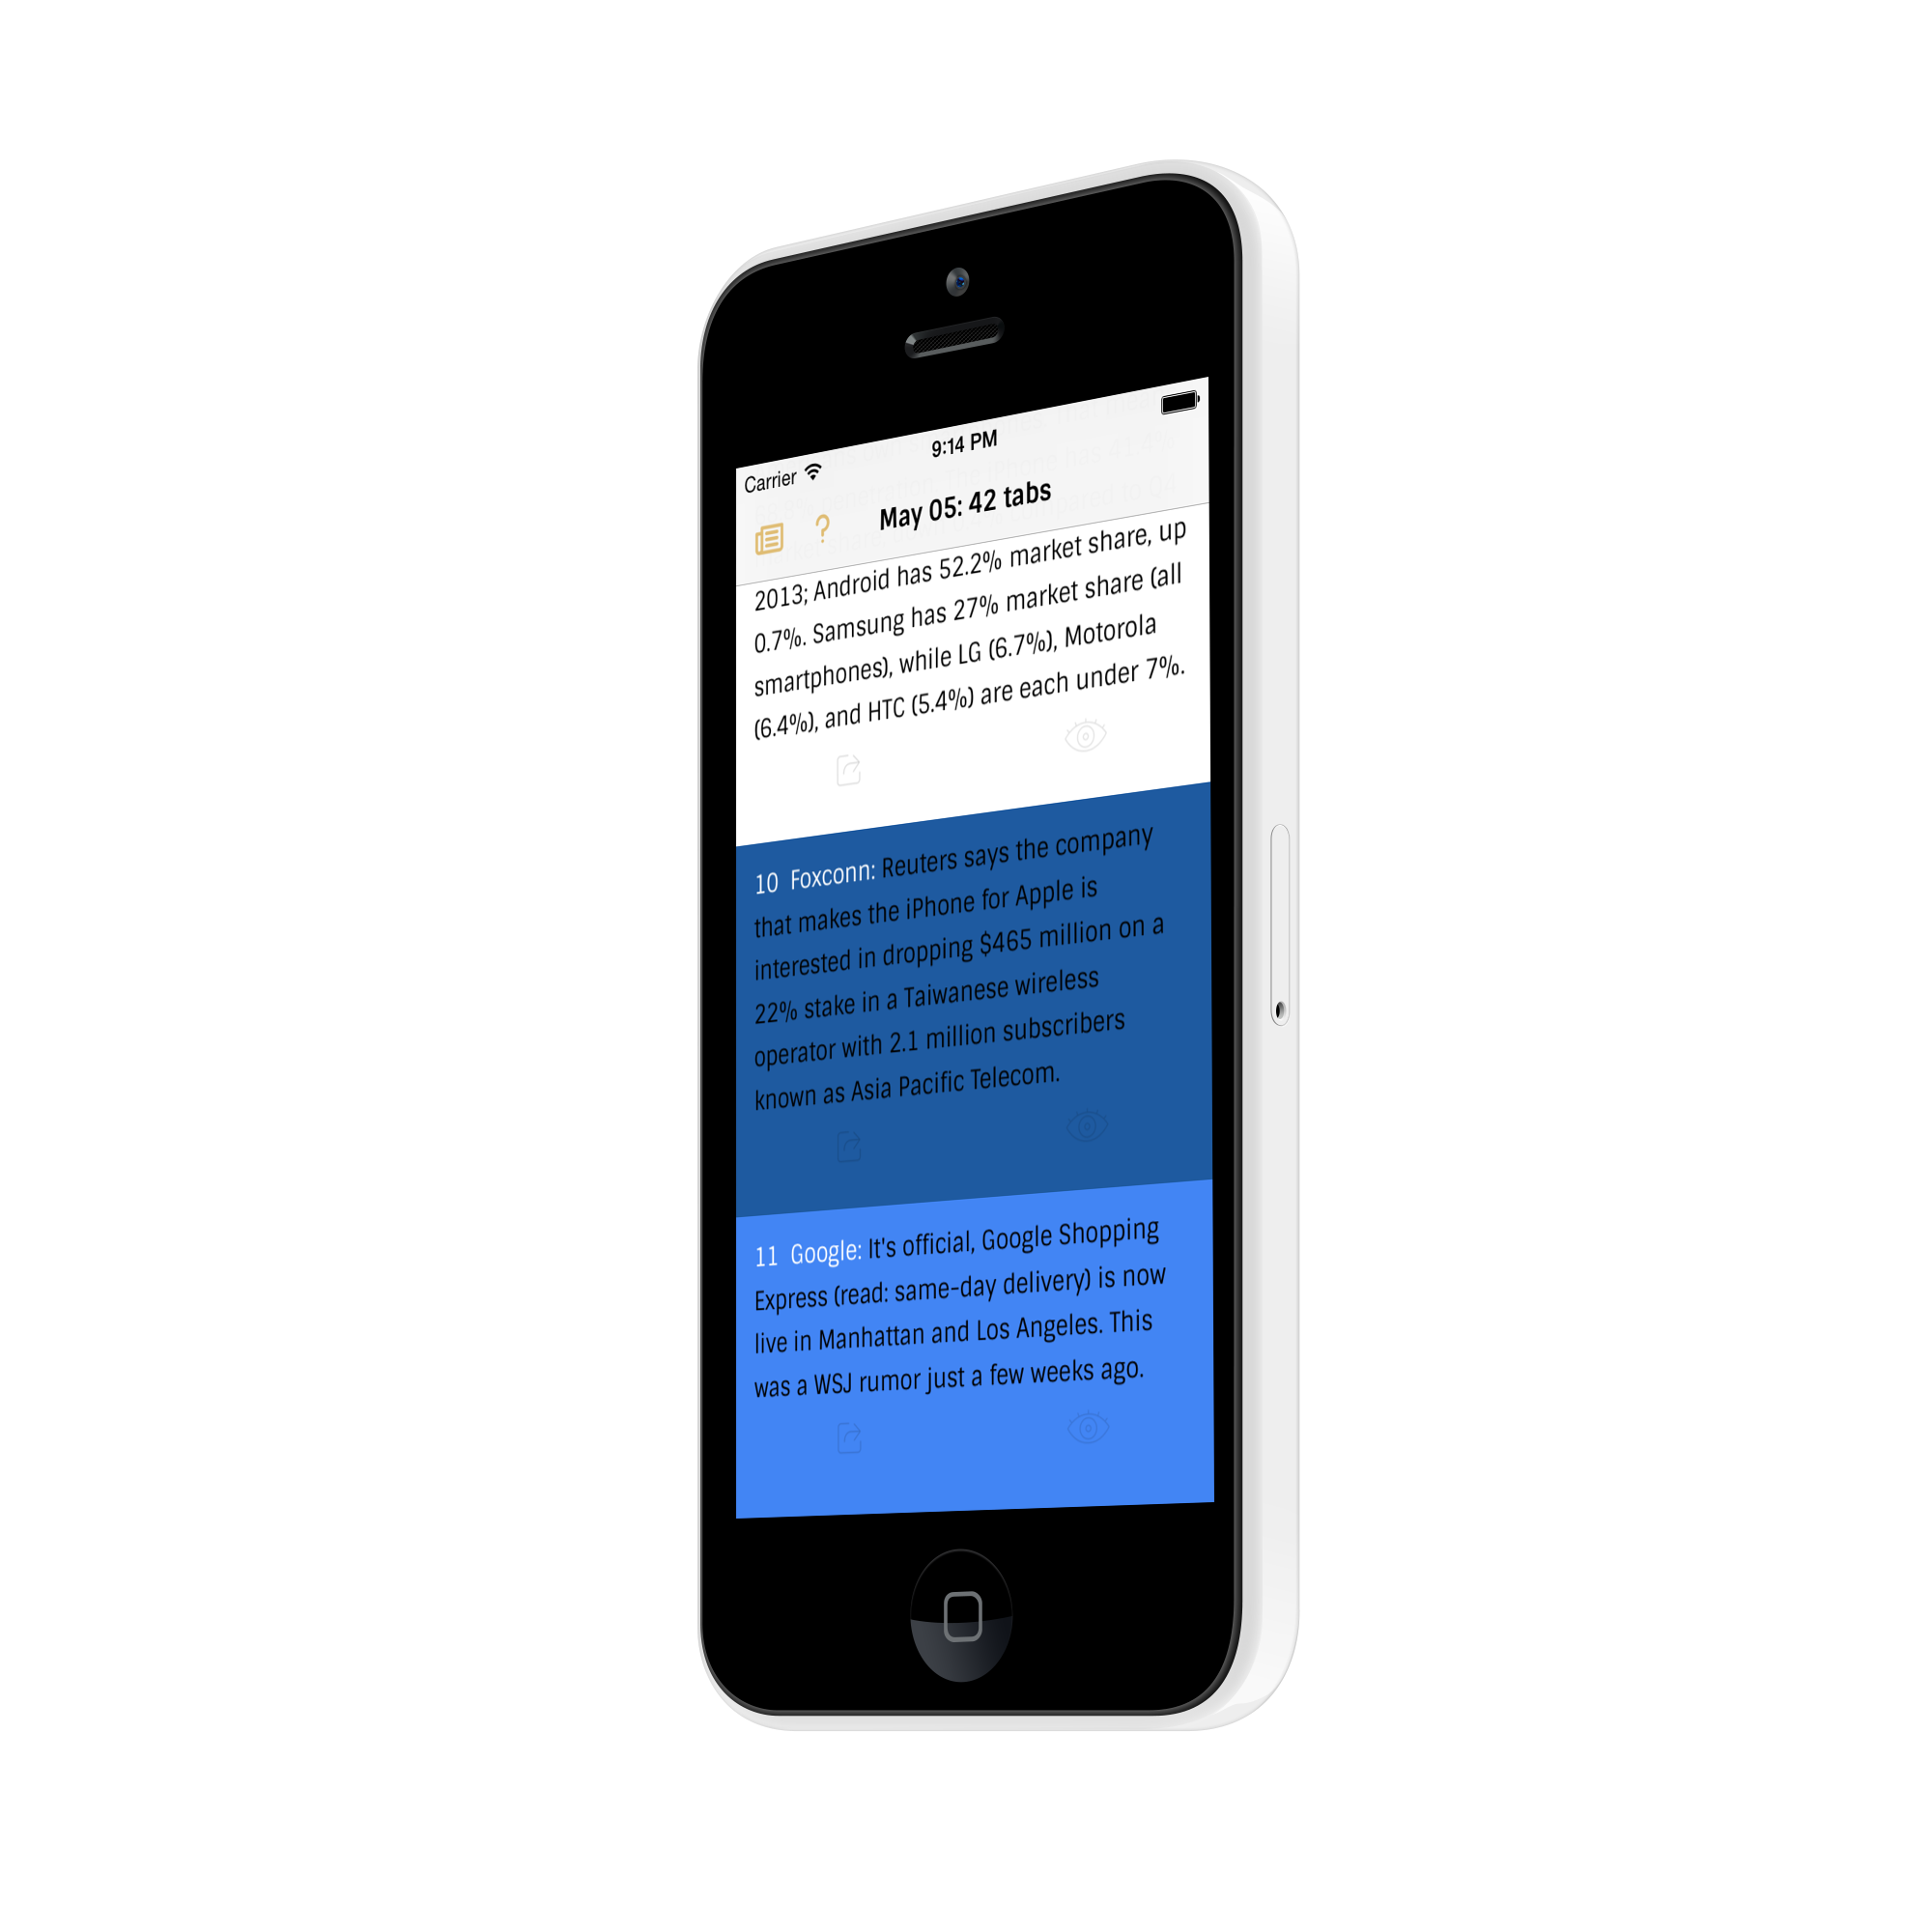 Carrier 9:14 PM
May 05: 42 tabs
2013; Android has 52.2% market share, up
0.7%. Samsung has 27% market share (all
smartphones), while LG (6.7%), Motorola
(6.4%), and HTC (5.4%) are each under 7%.
10 Foxconn: Reuters says the company
that makes the iPhone for Apple is
interested in dropping $465 million on a
22% stake in a Taiwanese wireless
operator with 2.1 million subscribers
known as Asia Pacific Telecom.
11 Google: It's official, Google Shopping
Express (read: same-day delivery) is now
live in Manhattan and Los Angeles. This
was a WSJ rumor just a few weeks ago.